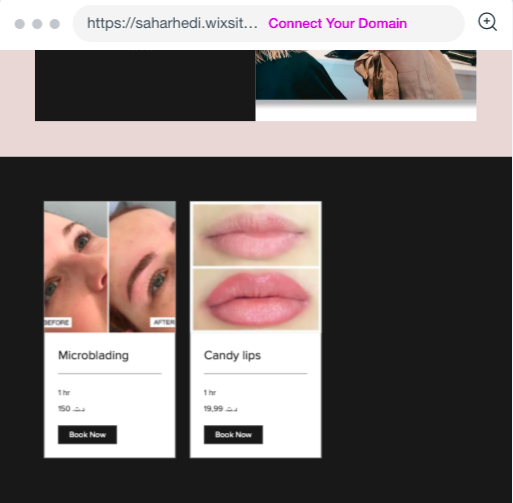 https://saharhedi.wixsit... Connect Your Domain
BEFORE
AFTER
Microblading
Candy lips
1 hr
1 hr
150 د.ت.
19,99 د.ت.
Book Now
Book Now